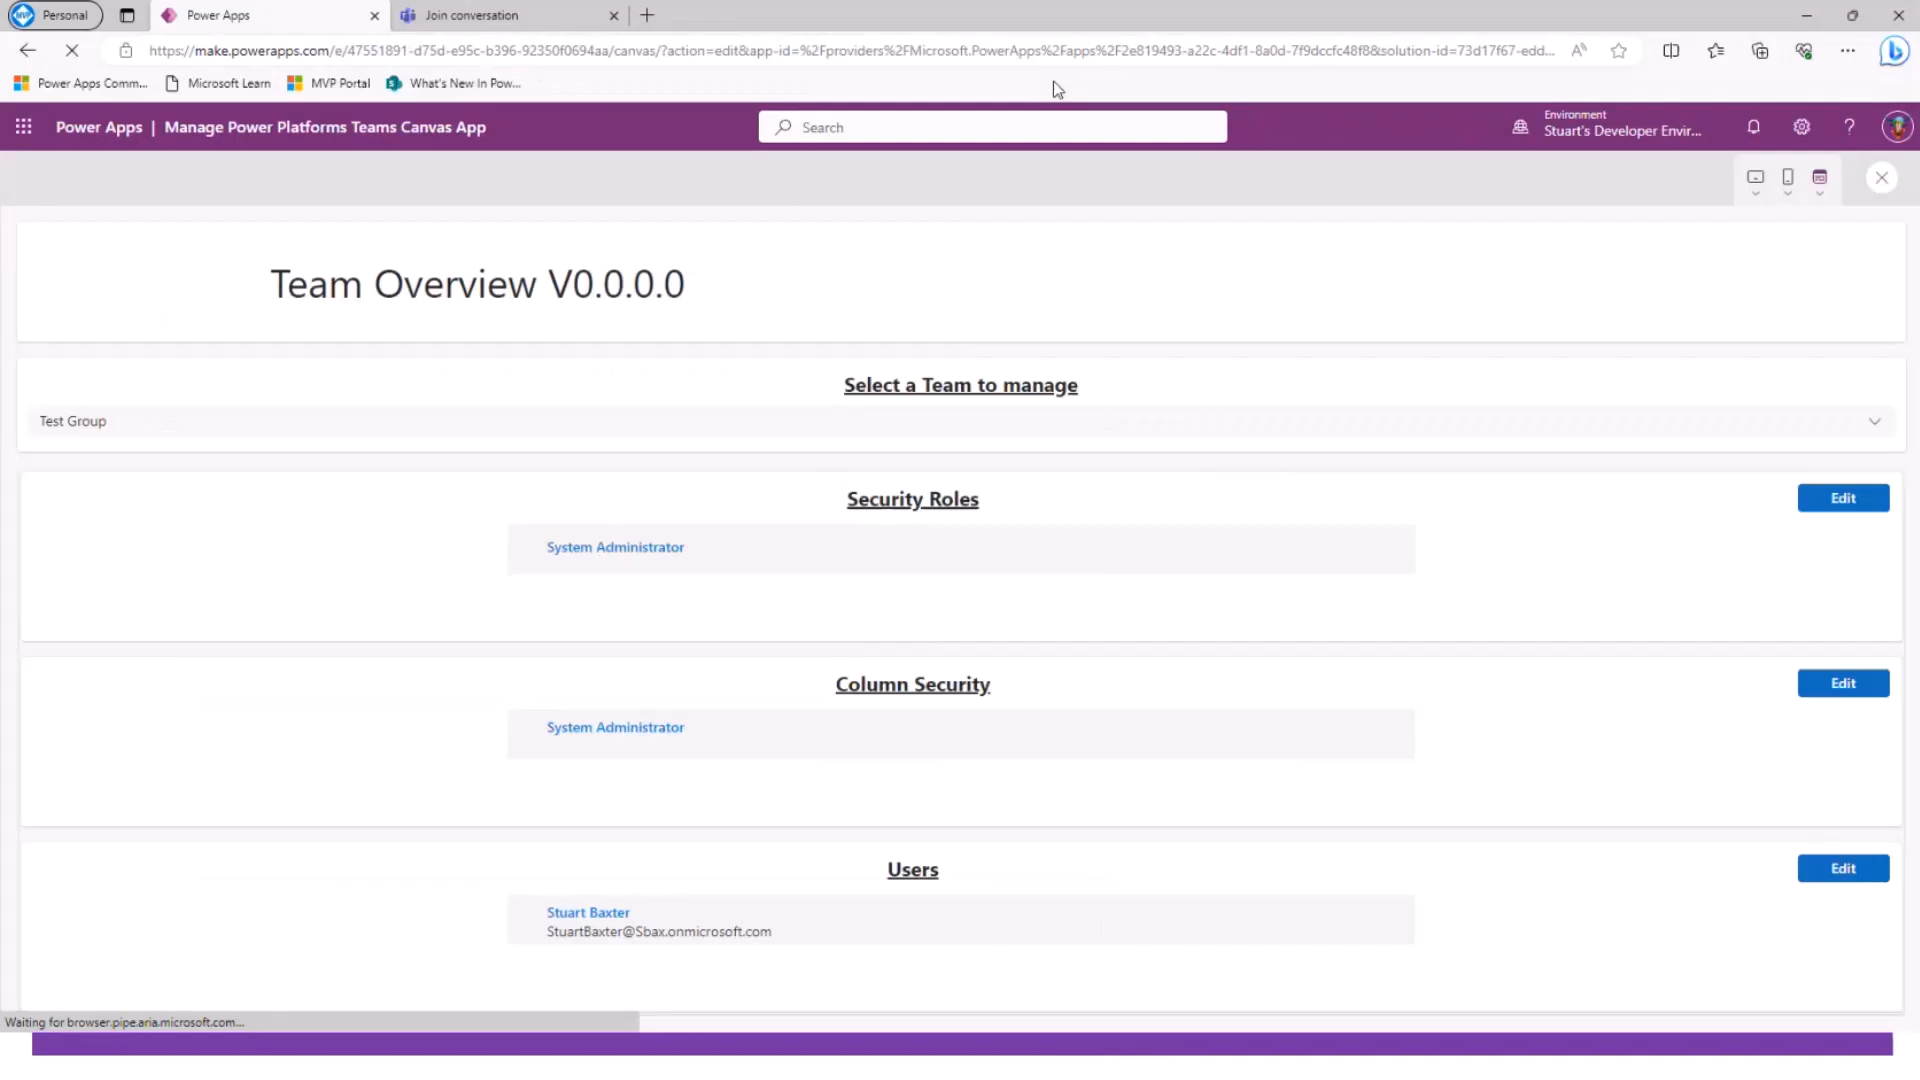 Personal
Power Apps
Join conversation
https://make.powerapps.com/e/47551891-d75d-e95c-b396-92350f0694aa/canvas/?action=edit&app-id=%2Fproviders%2FMicrosoft.PowerApps%2Fapps%2F2e819493-a22c-4df1-8a0d-7f9dccfc48f8&solution-id=73d17f67-edd...
Power Apps Comm...
Microsoft Learn
MVP Portal
What's New In Pow...
Power Apps | Manage Power Platforms Teams Canvas App
Search
Environment
Stuart's Developer Envir...
Team Overview V0.0.0.0
Select a Team to manage
Test Group
Security Roles
Edit
System Administrator
Column Security
Edit
System Administrator
Users
Edit
Stuart Baxter
StuartBaxter@Sbax.onmicrosoft.com
Waiting for browser.pipe.aria.microsoft.com...